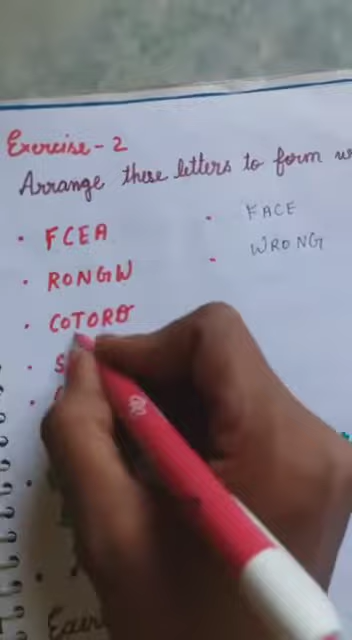 Exercise - 2
Arrange these letters to form
FCEA
FACE
RONGW
WRONG
COTORD